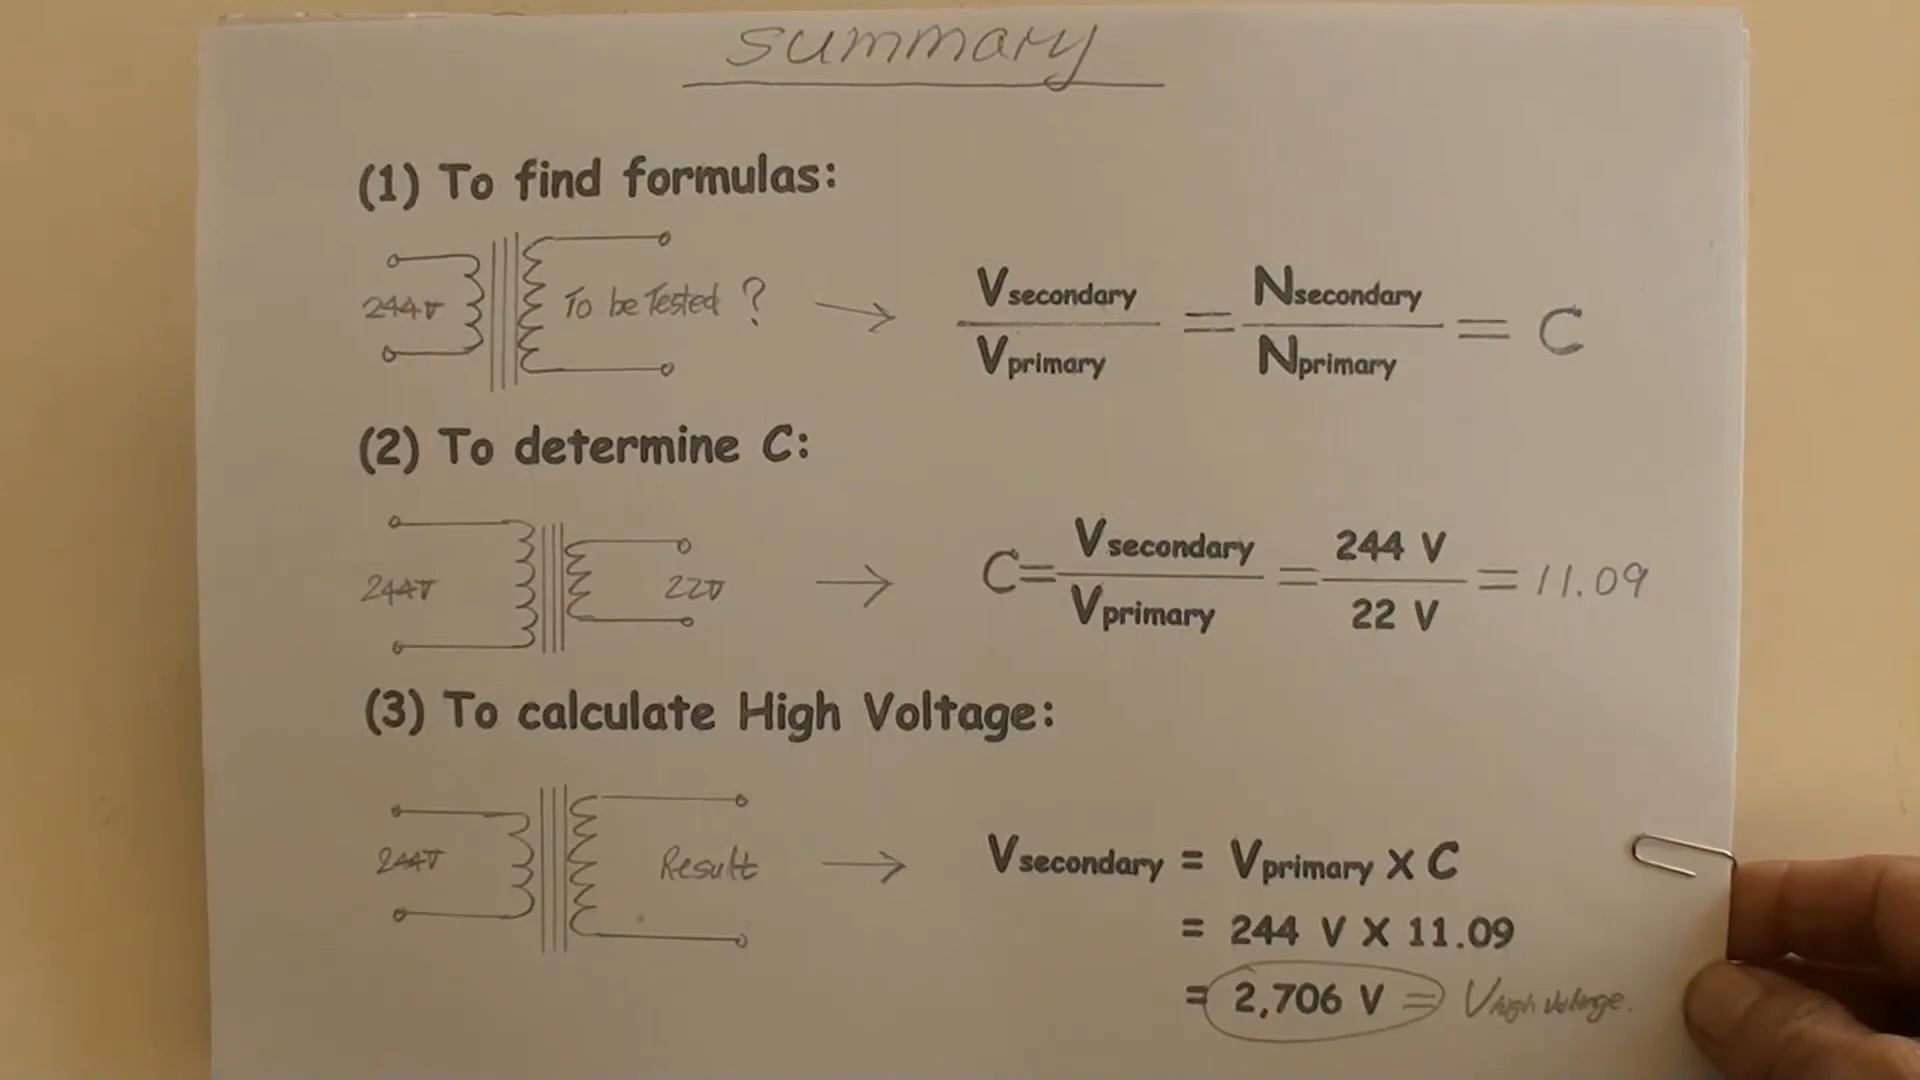 summary
(1) To find formulas:
244V To be Tested ? → Vsecondary / Vprimary = Nsecondary / Nprimary = C
(2) To determine C:
244V 22V → C = Vsecondary / Vprimary = 244 V / 22 V = 11.09
(3) To calculate High Voltage:
244V Result → Vsecondary = Vprimary X C
= 244 V X 11.09
= 2,706 V = Vhigh voltage.